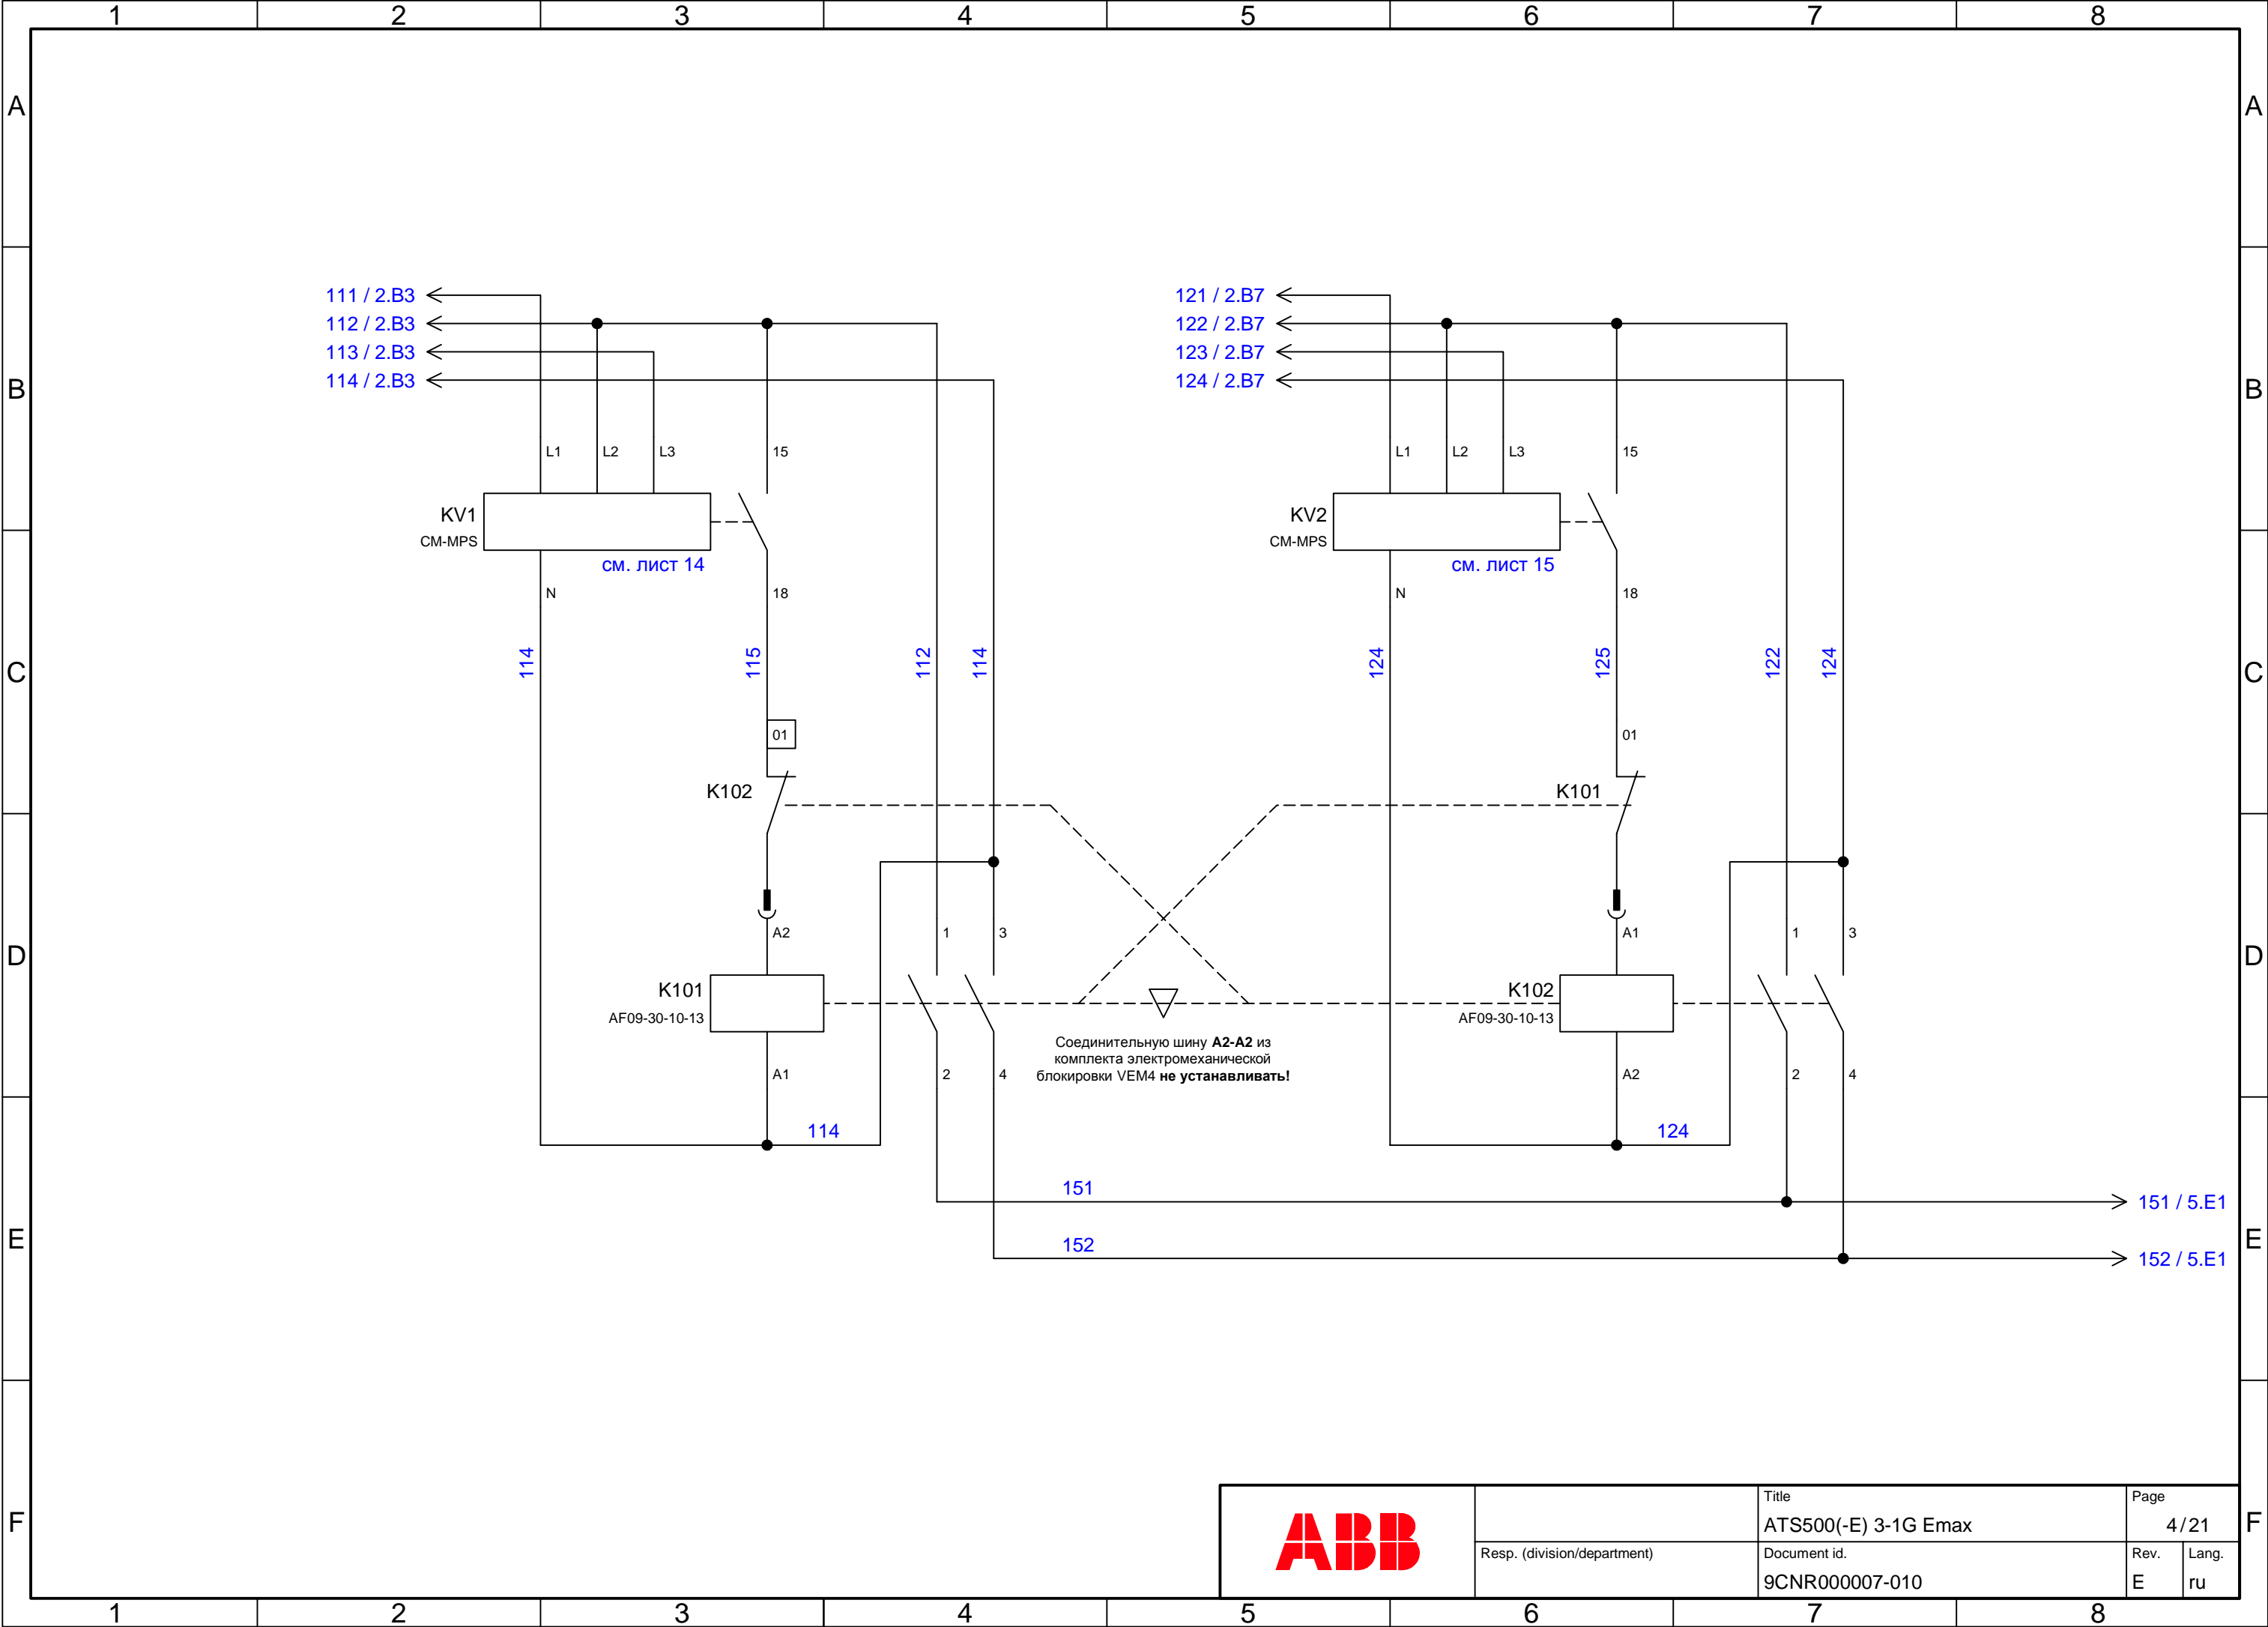 1 2 3 4 5 6 7 8
A A
111 / 2.B3 121 / 2.B7
112 / 2.B3 122 / 2.B7
113 / 2.B3 123 / 2.B7
114 / 2.B3 124 / 2.B7
B B
L1 L2 L3 15 L1 L2 L3 15
KV1 KV2
CM-MPS CM-MPS
см. лист 14 см. лист 15
N 18 N 18
114 115 112 114 124 125 122 124
C C
01 01
K102 K101
A2 1 3 A1 1 3
D D
K101 K102
AF09-30-10-13 AF09-30-10-13
Соединительную шину A2-A2 из
комплекта электромеханической
блокировки VEM4 не устанавливать!
A1 2 4 A2 2 4
114 124
151 151 / 5.E1
E E
152 152 / 5.E1
F F
ABB
Title
ATS500(-E) 3-1G Emax
Page
4/21
Resp. (division/department)
Document id.
9CNR000007-010
Rev.
E
Lang.
ru
1 2 3 4 5 6 7 8